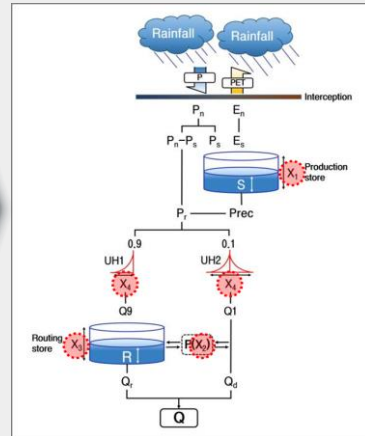 Rainfall Rainfall
P PET
Interception
Pn En
Pn–Ps Ps Es
Production
store
X1
S
Pr Prec
0.9 0.1
UH1 UH2
X4 X4
Q9 Q1
Routing
store
X3
R
(X2)
Qr Qd
Q